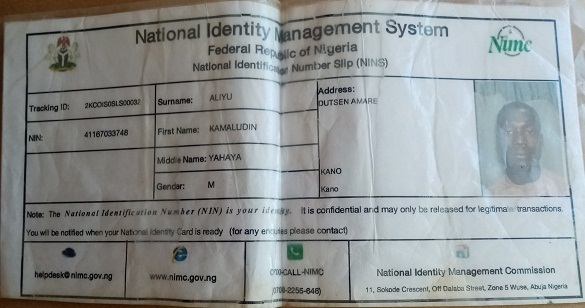 National Identity Management System
Federal Republic of Nigeria
National Identification Number Slip (NINS)
Nimc
Tracking ID: 2KCOIS0SLS0003J
Surname: ALIYU
Address:
DUTSEN AMARE
NIN: 41167033748
First Name: KAMALUDIN
Middle Name: YAHAYA
KANO
Gender: M
Kano
Note: The National Identification Number (NIN) is your identity. It is confidential and may only be released for legitimate transactions.
You will be notified when your National Identity Card is ready (for any enquires please contact)
helpdesk@nimc.gov.ng
www.nimc.gov.ng
0700-CALL-NIMC
(0700-2255-646)
National Identity Management Commission
11, Sokode Crescent, Off Dalaba Street, Zone 5 Wuse, Abuja Nigeria